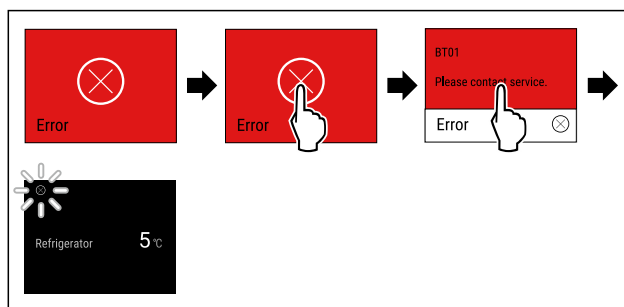 Error
Error
BT01
Please contact service.
Error
Refrigerator 5 °C